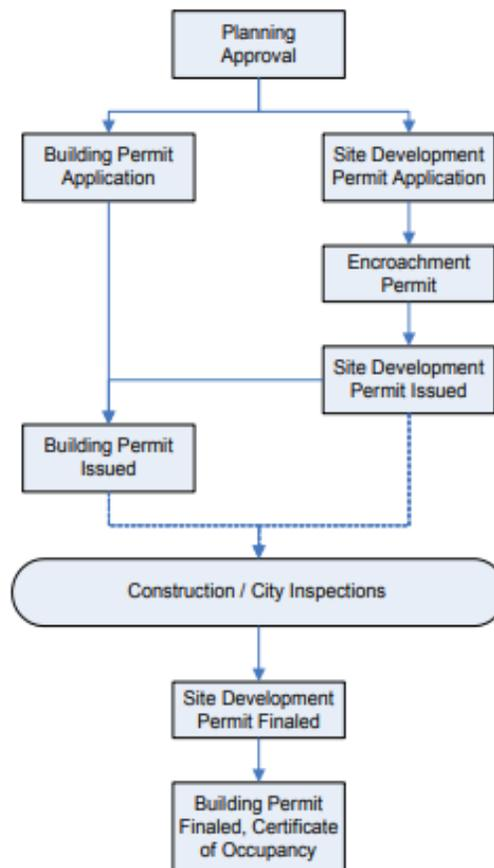 Planning
Approval
Building Permit
Application
Site Development
Permit Application
Encroachment
Permit
Site Development
Permit Issued
Building Permit
Issued
Construction / City Inspections
Site Development
Permit Finaled
Building Permit
Finaled, Certificate
of Occupancy